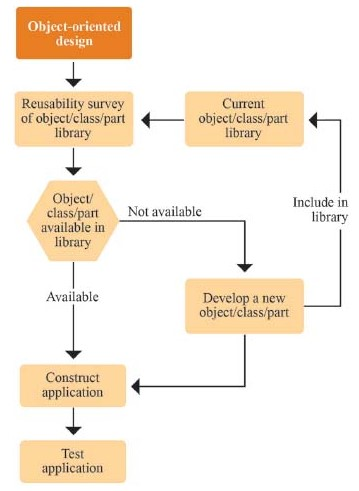 Object-oriented
design
Reusability survey
of object/class/part
library
Current
object/class/part
library
Object/
class/part
available in
library
Not available
Include in
library
Available
Develop a new
object/class/part
Construct
application
Test
application